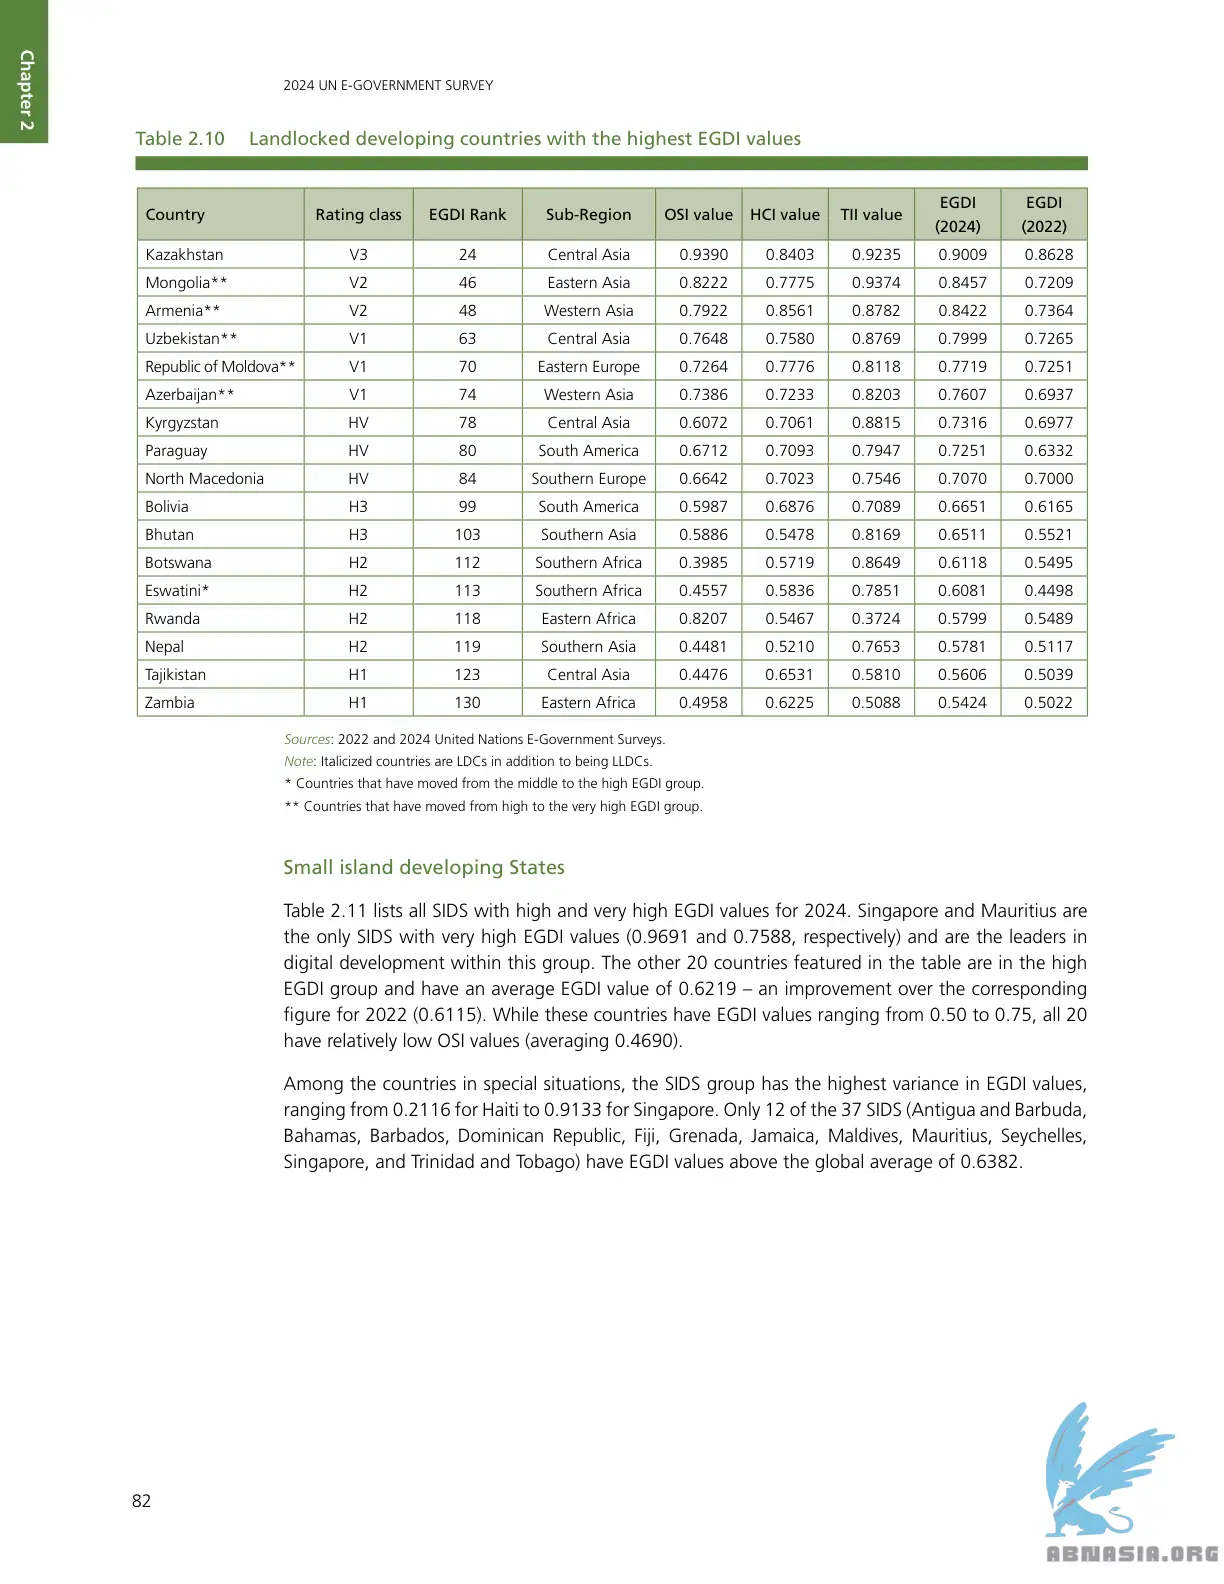 Chapter 2
2024 UN E-GOVERNMENT SURVEY
Table 2.10 Landlocked developing countries with the highest EGDI values
Country Rating class EGDI Rank Sub-Region OSI value HCI value TII value EGDI (2024) EGDI (2022)
Kazakhstan V3 24 Central Asia 0.9390 0.8403 0.9235 0.9009 0.8628
Mongolia** V2 46 Eastern Asia 0.8222 0.7775 0.9374 0.8457 0.7209
Armenia** V2 48 Western Asia 0.7922 0.8561 0.8782 0.8422 0.7364
Uzbekistan** V1 63 Central Asia 0.7648 0.7580 0.8769 0.7999 0.7265
Republic of Moldova** V1 70 Eastern Europe 0.7264 0.7776 0.8118 0.7719 0.7251
Azerbaijan** V1 74 Western Asia 0.7386 0.7233 0.8203 0.7607 0.6937
Kyrgyzstan HV 78 Central Asia 0.6072 0.7061 0.8815 0.7316 0.6977
Paraguay HV 80 South America 0.6712 0.7093 0.7947 0.7251 0.6332
North Macedonia HV 84 Southern Europe 0.6642 0.7023 0.7546 0.7070 0.7000
Bolivia H3 99 South America 0.5987 0.6876 0.7089 0.6651 0.6165
Bhutan H3 103 Southern Asia 0.5886 0.5478 0.8169 0.6511 0.5521
Botswana H2 112 Southern Africa 0.3985 0.5719 0.8649 0.6118 0.5495
Eswatini* H2 113 Southern Africa 0.4557 0.5836 0.7851 0.6081 0.4498
Rwanda H2 118 Eastern Africa 0.8207 0.5467 0.3724 0.5799 0.5489
Nepal H2 119 Southern Asia 0.4481 0.5210 0.7653 0.5781 0.5117
Tajikistan H1 123 Central Asia 0.4476 0.6531 0.5810 0.5606 0.5039
Zambia H1 130 Eastern Africa 0.4958 0.6225 0.5088 0.5424 0.5022
Sources: 2022 and 2024 United Nations E-Government Surveys.
Note: Italicized countries are LDCs in addition to being LLDCs.
* Countries that have moved from the middle to the high EGDI group.
** Countries that have moved from high to the very high EGDI group.
Small island developing States
Table 2.11 lists all SIDS with high and very high EGDI values for 2024. Singapore and Mauritius are
the only SIDS with very high EGDI values (0.9691 and 0.7588, respectively) and are the leaders in
digital development within this group. The other 20 countries featured in the table are in the high
EGDI group and have an average EGDI value of 0.6219 – an improvement over the corresponding
figure for 2022 (0.6115). While these countries have EGDI values ranging from 0.50 to 0.75, all 20
have relatively low OSI values (averaging 0.4690).
Among the countries in special situations, the SIDS group has the highest variance in EGDI values,
ranging from 0.2116 for Haiti to 0.9133 for Singapore. Only 12 of the 37 SIDS (Antigua and Barbuda,
Bahamas, Barbados, Dominican Republic, Fiji, Grenada, Jamaica, Maldives, Mauritius, Seychelles,
Singapore, and Trinidad and Tobago) have EGDI values above the global average of 0.6382.
82
ABNASIA.ORG